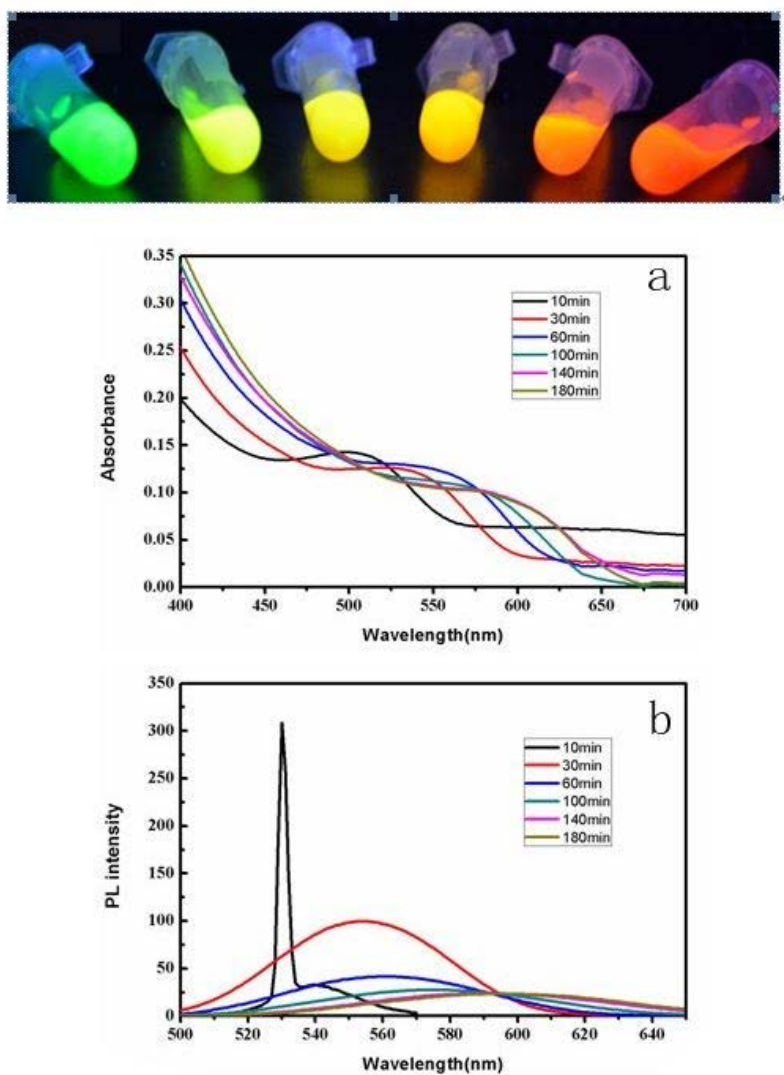 a
0.35
0.30
0.25
0.20
0.15
0.10
0.05
0.00
Absorbance
10min
30min
60min
100min
140min
180min
400 450 500 550 600 650 700
Wavelength(nm)
b
350
300
250
200
150
100
50
0
PL intensity
10min
30min
60min
100min
140min
180min
500 520 540 560 580 600 620 640
Wavelength(nm)